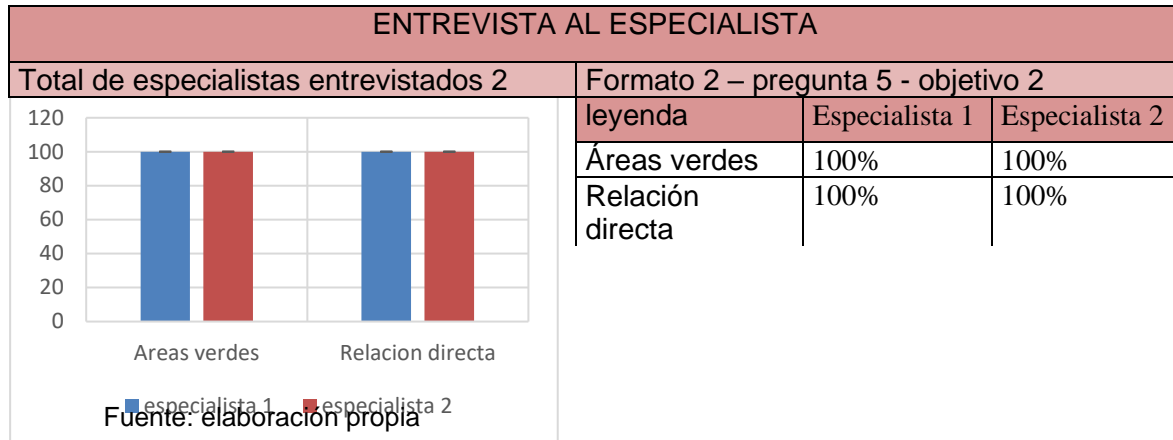 ENTREVISTA AL ESPECIALISTA
Total de especialistas entrevistados 2
Formato 2 – pregunta 5 - objetivo 2
120
100
80
60
40
20
0
Areas verdes Relacion directa
especialista 1 especialista 2
Fuente: elaboración propia
leyenda Especialista 1 Especialista 2
Áreas verdes 100% 100%
Relación 100% 100%
directa